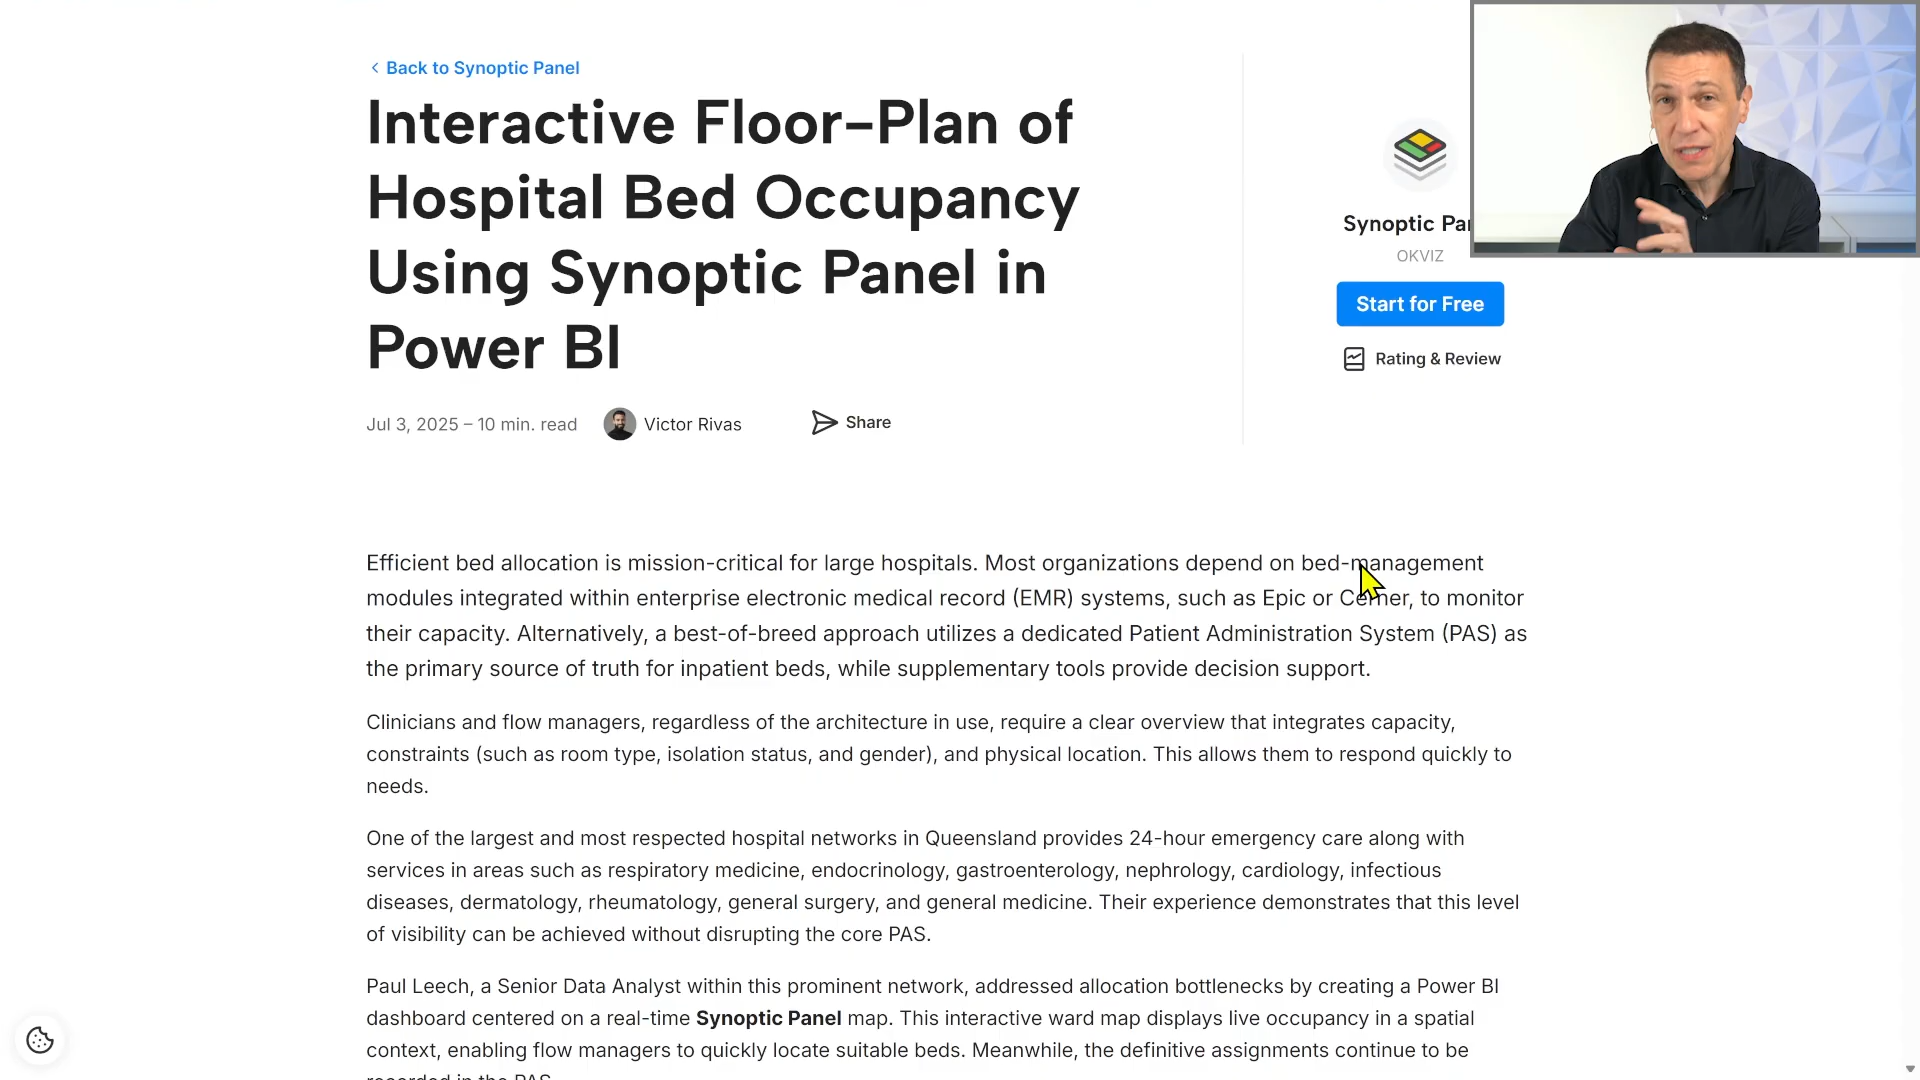 Back to Synoptic Panel
Interactive Floor-Plan of
Hospital Bed Occupancy
Using Synoptic Panel in
Power BI
Jul 3, 2025 – 10 min. read
Victor Rivas
Share
Synoptic
OKVIZ
Start for Free
Rating & Review
Efficient bed allocation is mission-critical for large hospitals. Most organizations depend on bed-management
modules integrated within enterprise electronic medical record (EMR) systems, such as Epic or Cerner, to monitor
their capacity. Alternatively, a best-of-breed approach utilizes a dedicated Patient Administration System (PAS) as
the primary source of truth for inpatient beds, while supplementary tools provide decision support.
Clinicians and flow managers, regardless of the architecture in use, require a clear overview that integrates capacity,
constraints (such as room type, isolation status, and gender), and physical location. This allows them to respond quickly to
needs.
One of the largest and most respected hospital networks in Queensland provides 24-hour emergency care along with
services in areas such as respiratory medicine, endocrinology, gastroenterology, nephrology, cardiology, infectious
diseases, dermatology, rheumatology, general surgery, and general medicine. Their experience demonstrates that this level
of visibility can be achieved without disrupting the core PAS.
Paul Leech, a Senior Data Analyst within this prominent network, addressed allocation bottlenecks by creating a Power BI
dashboard centered on a real-time Synoptic Panel map. This interactive ward map displays live occupancy in a spatial
context, enabling flow managers to quickly locate suitable beds. Meanwhile, the definitive assignments continue to be
recorded in the PAS.